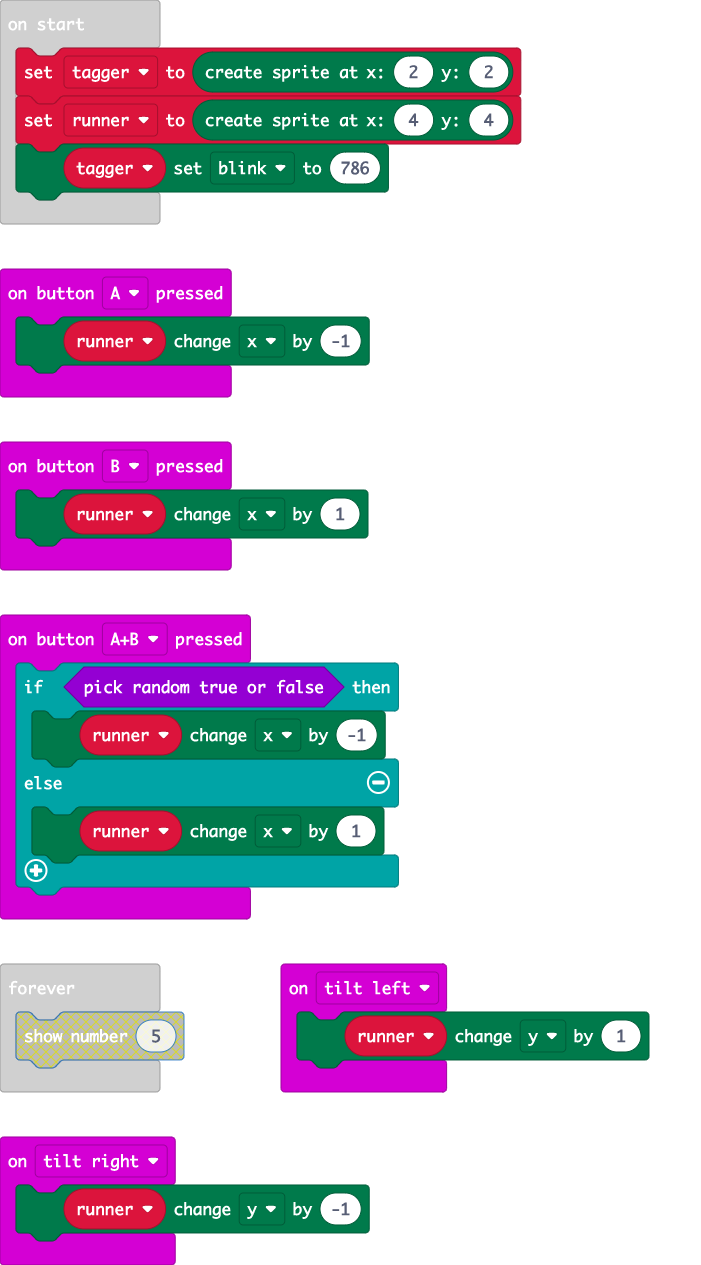 on start
set tagger to create sprite at x: 2 y: 2
set runner to create sprite at x: 4 y: 4
tagger set blink to 786
on button A pressed
runner change x by -1
on button B pressed
runner change x by 1
on button A+B pressed
if pick random true or false then
runner change x by -1
else
runner change x by 1
forever
show number 5
on tilt left
runner change y by 1
on tilt right
runner change y by -1